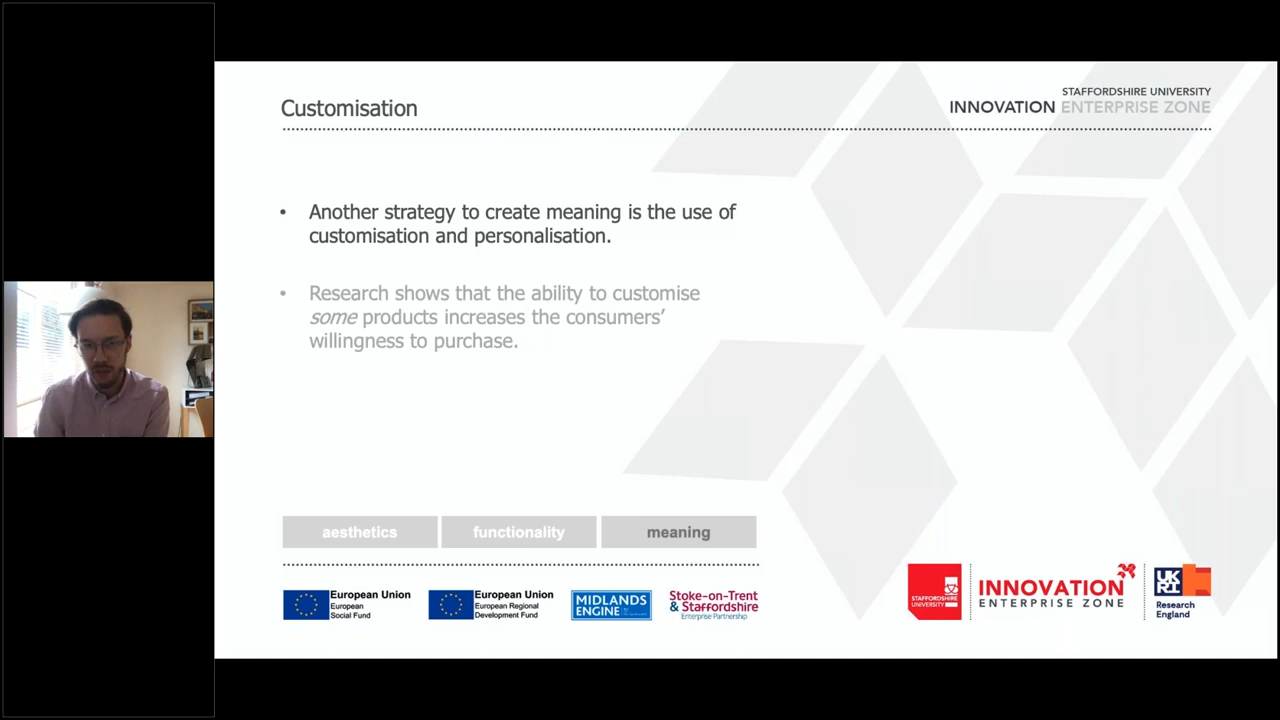 Customisation
STAFFORDSHIRE UNIVERSITY
INNOVATION ENTERPRISE ZONE
• Another strategy to create meaning is the use of
customisation and personalisation.
• Research shows that the ability to customise
some products increases the consumers’
willingness to purchase.
aesthetics
functionality
meaning
European Union
European
Social Fund
European Union
European Regional
Development Fund
MIDLANDS
ENGINE
Stoke-on-Trent
& Staffordshire
Enterprise Partnership
STAFFORDSHIRE
UNIVERSITY
INNOVATION
ENTERPRISE ZONE
UK
RI
Research
England